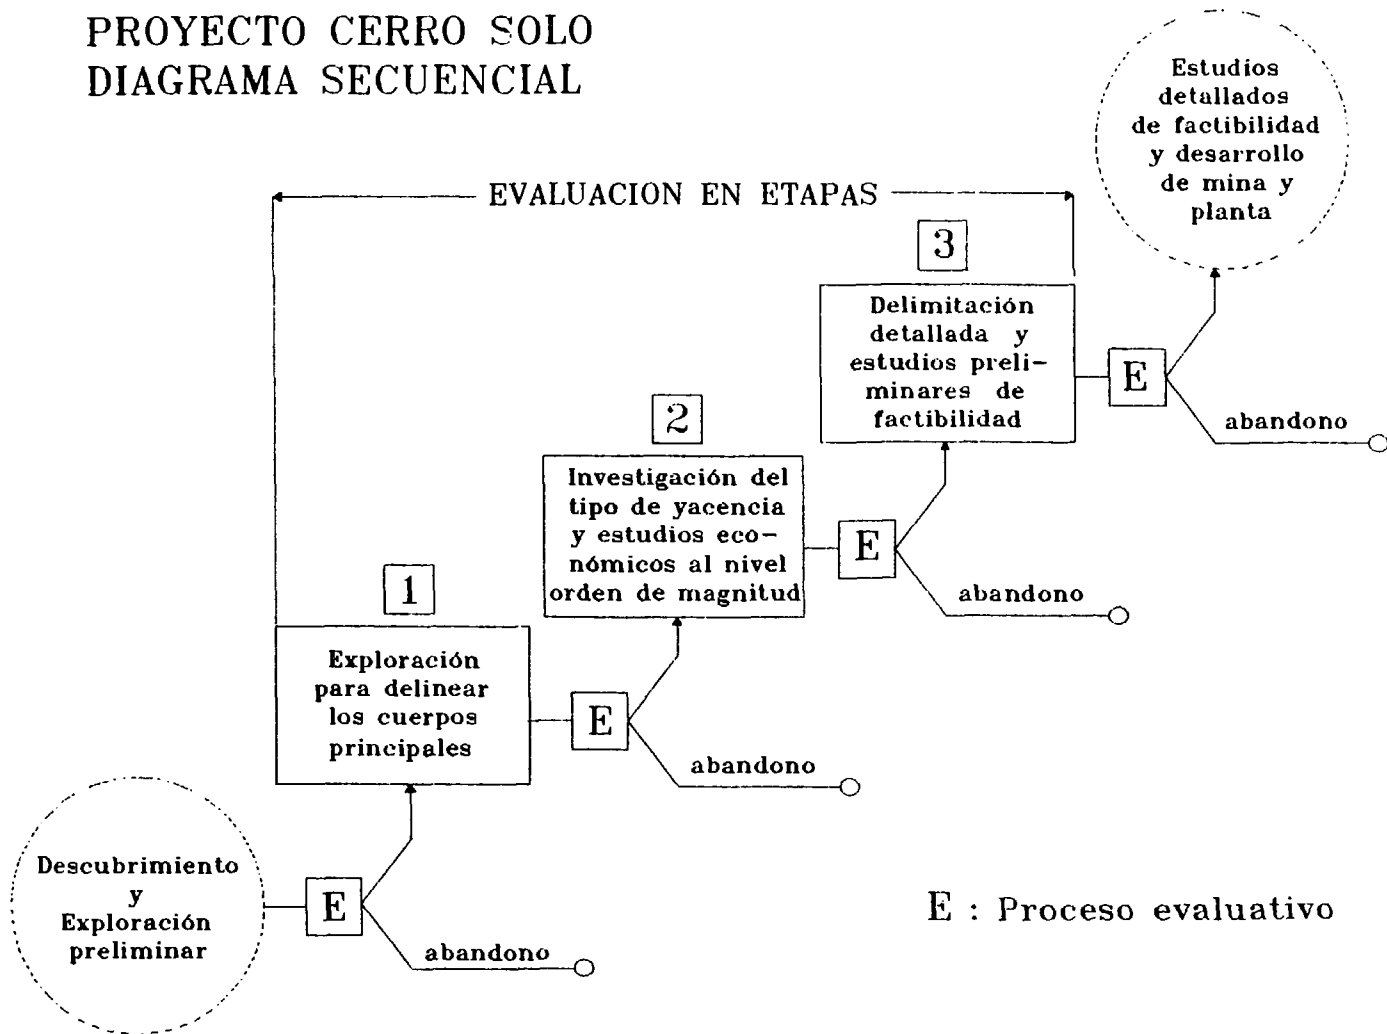 PROYECTO CERRO SOLO
DIAGRAMA SECUENCIAL
Estudios
detallados
de factibilidad
y desarrollo
de mina y
planta
EVALUACION EN ETAPAS
3
Delimitación
detallada y
estudios preli-
minares de
factibilidad
E
abandono
2
Investigación del
tipo de yacencia
y estudios eco-
nómicos al nivel
orden de magnitud
E
abandono
1
Exploración
para delinear
los cuerpos
principales
E
abandono
Descubrimiento
y
Exploración
preliminar
E
abandono
E : Proceso evaluativo